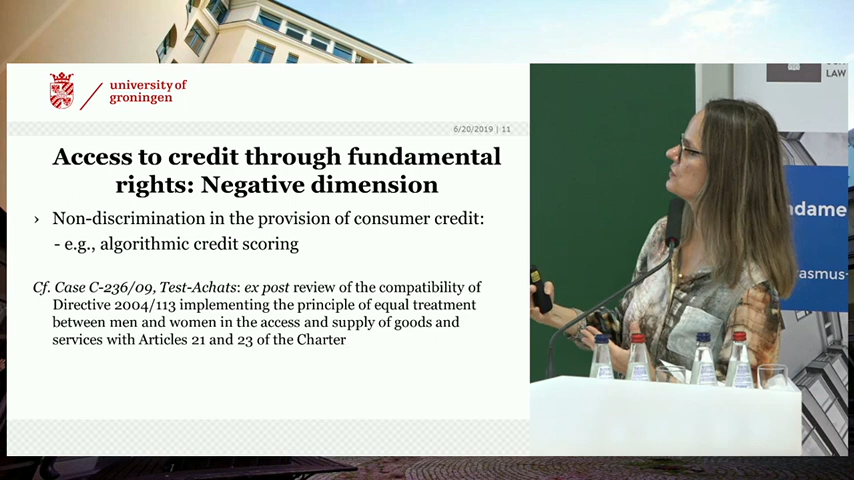 university of
groningen
6/20/2019 | 11
Access to credit through fundamental
rights: Negative dimension
› Non-discrimination in the provision of consumer credit:
- e.g., algorithmic credit scoring
Cf. Case C-236/09, Test-Achats: ex post review of the compatibility of
Directive 2004/113 implementing the principle of equal treatment
between men and women in the access and supply of goods and
services with Articles 21 and 23 of the Charter
LAW
ndame
rasmus-